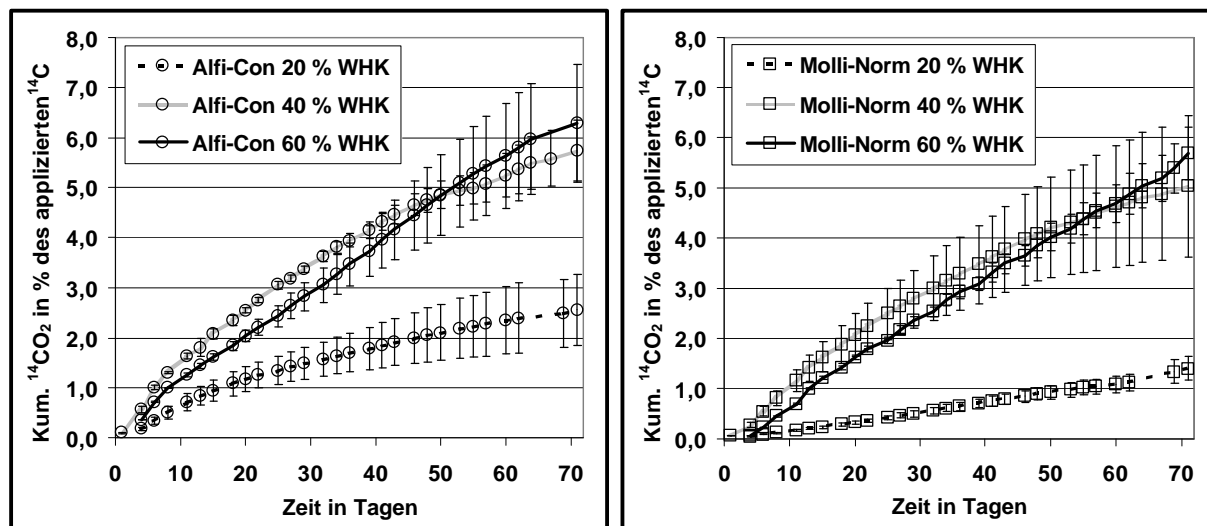 Kum. ¹⁴CO₂ in % des applizierten¹⁴C
8,0
7,0
6,0
5,0
4,0
3,0
2,0
1,0
0,0
Alfi-Con 20 % WHK
Alfi-Con 40 % WHK
Alfi-Con 60 % WHK
0 10 20 30 40 50 60 70
Zeit in Tagen
Kum. ¹⁴CO₂ in % des applizierten ¹⁴C
8,0
7,0
6,0
5,0
4,0
3,0
2,0
1,0
0,0
Molli-Norm 20 % WHK
Molli-Norm 40 % WHK
Molli-Norm 60 % WHK
0 10 20 30 40 50 60 70
Zeit in Tagen